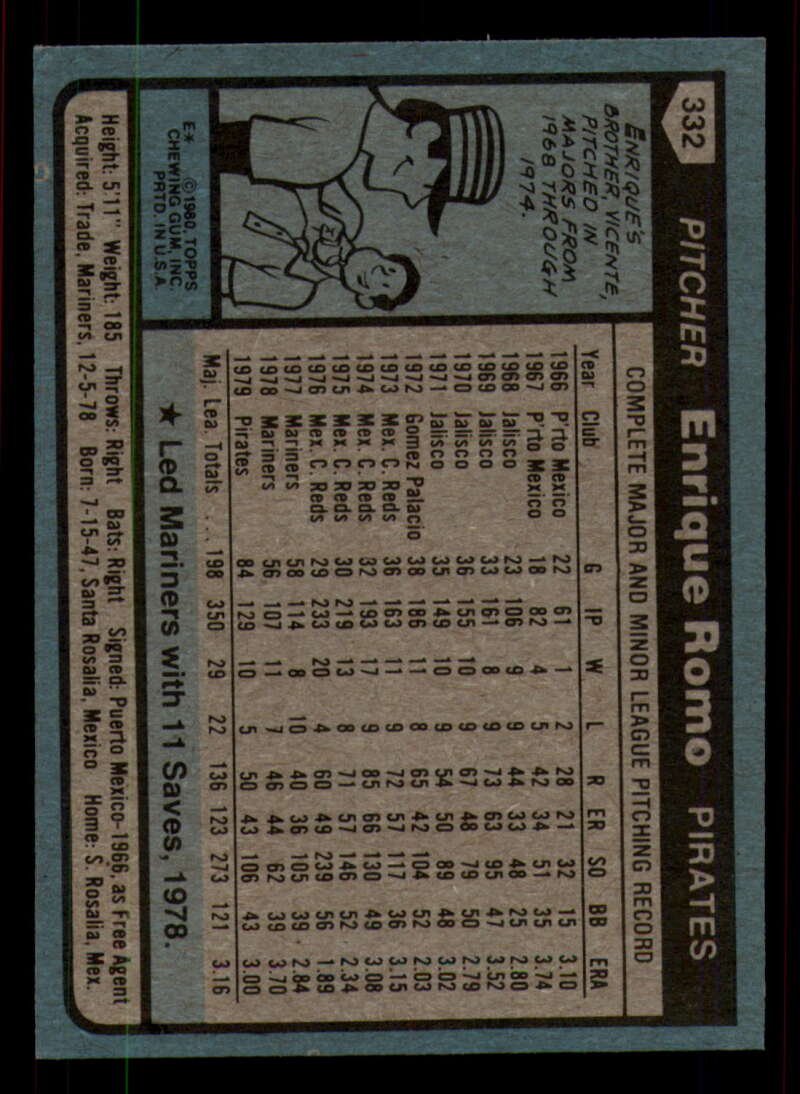 332
PITCHER Enrique Romo PIRATES
ENRIQUE'S
BROTHER, VICENTE,
PITCHED IN
MAJORS FROM
1968 THROUGH
1974.
E* ©1980, TOPPS
CHEWING GUM, INC.
PRTD. IN U.S.A.
COMPLETE MAJOR AND MINOR LEAGUE PITCHING RECORD
Year Club G IP W L R ER SO BB ERA
1966 P'rto Mexico 22 61 1 2 28 21 32 15 3.10
1967 P'rto Mexico 18 82 4 5 42 34 51 35 3.74
1968 Jalisco 23 106 9 9 44 33 48 25 2.80
1969 Jalisco 33 161 8 9 73 63 95 47 3.52
1970 Jalisco 36 155 10 9 67 48 79 50 2.79
1971 Jalisco 35 149 10 9 54 50 89 48 3.02
1972 Gomez Palacio 38 186 11 8 65 42 104 52 2.03
1973 Mex. C. Reds 36 163 11 9 72 57 117 36 3.15
1974 Mex. C. Reds 32 193 17 9 85 66 130 49 3.08
1975 Mex. C. Reds 30 219 13 8 71 57 146 52 2.34
1976 Mex. C. Reds 29 233 20 4 60 49 239 56 1.89
1977 Mariners 58 114 8 10 40 36 105 39 2.84
1978 Mariners 56 107 11 7 46 44 62 39 3.70
1979 Pirates 84 129 10 5 50 43 106 43 3.00
Maj. Lea. Totals . . . 198 350 29 22 136 123 273 121 3.16
★ Led Mariners with 11 Saves, 1978.
Height: 5'11" Weight: 185 Throws: Right Bats: Right Signed: Puerto Mexico-1966, as Free Agent
Acquired: Trade, Mariners, 12-5-78 Born: 7-15-47, Santa Rosalia, Mexico Home: S. Rosalia, Mex.